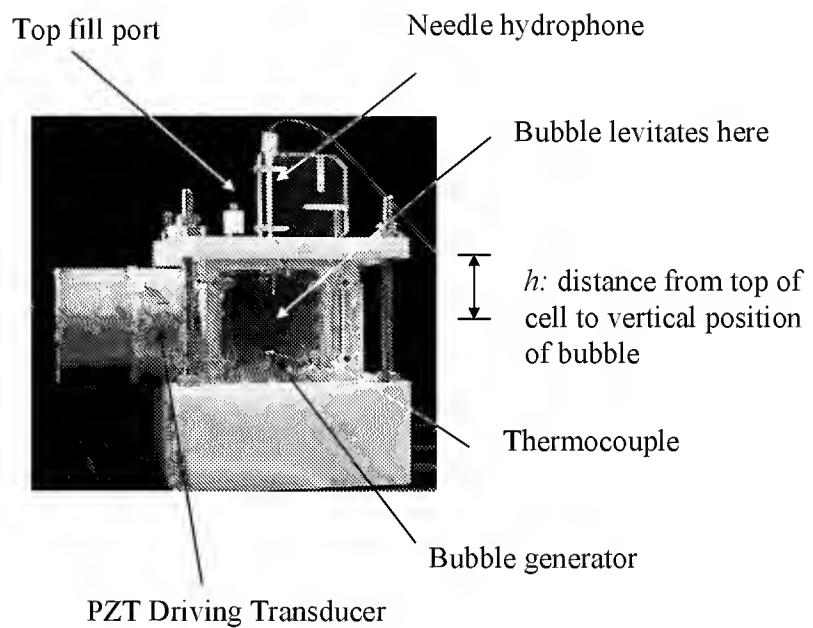 Top fill port
Needle hydrophone
Bubble levitates here
h: distance from top of
cell to vertical position
of bubble
Thermocouple
Bubble generator
PZT Driving Transducer